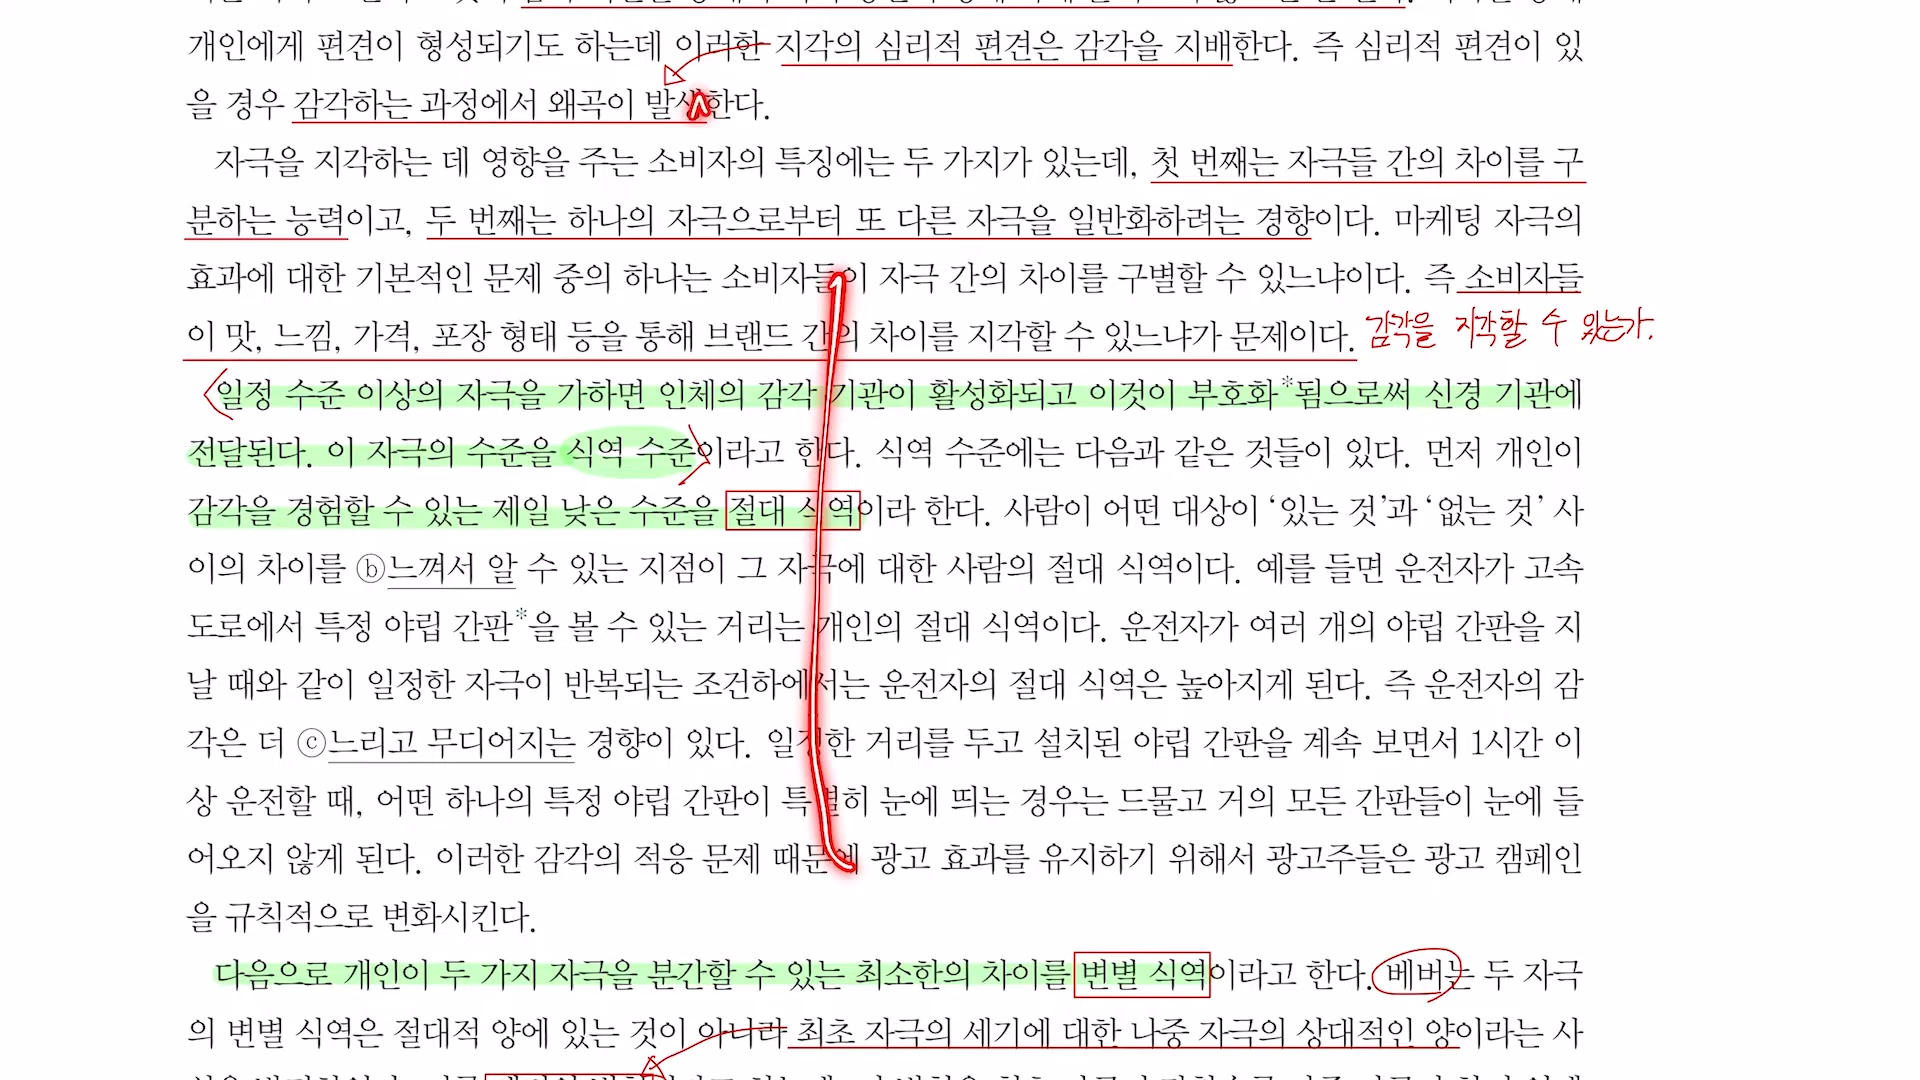 개인에게 편견이 형성되기도 하는데 이러한 지각의 심리적 편견은 감각을 지배한다. 즉 심리적 편견이 있
을 경우 감각하는 과정에서 왜곡이 발생한다.
자극을 지각하는 데 영향을 주는 소비자의 특징에는 두 가지가 있는데, 첫 번째는 자극들 간의 차이를 구
분하는 능력이고, 두 번째는 하나의 자극으로부터 또 다른 자극을 일반화하려는 경향이다. 마케팅 자극의
효과에 대한 기본적인 문제 중의 하나는 소비자들이 자극 간의 차이를 구별할 수 있느냐이다. 즉 소비자들
이 맛, 느낌, 가격, 포장 형태 등을 통해 브랜드 간의 차이를 지각할 수 있느냐가 문제이다. 감각을 지각할 수 있는가.
일정 수준 이상의 자극을 가하면 인체의 감각 기관이 활성화되고 이것이 부호화*됨으로써 신경 기관에
전달된다. 이 자극의 수준을 식역 수준이라고 한다. 식역 수준에는 다음과 같은 것들이 있다. 먼저 개인이
감각을 경험할 수 있는 제일 낮은 수준을 절대 식역이라 한다. 사람이 어떤 대상이 ‘있는 것’과 ‘없는 것’ 사
이의 차이를 ⓑ느껴서 알 수 있는 지점이 그 자극에 대한 사람의 절대 식역이다. 예를 들면 운전자가 고속
도로에서 특정 야립 간판*을 볼 수 있는 거리는 개인의 절대 식역이다. 운전자가 여러 개의 야립 간판을 지
날 때와 같이 일정한 자극이 반복되는 조건하에서는 운전자의 절대 식역은 높아지게 된다. 즉 운전자의 감
각은 더 ⓒ느리고 무디어지는 경향이 있다. 일정한 거리를 두고 설치된 야립 간판을 계속 보면서 1시간 이
상 운전할 때, 어떤 하나의 특정 야립 간판이 특별히 눈에 띄는 경우는 드물고 거의 모든 간판들이 눈에 들
어오지 않게 된다. 이러한 감각의 적응 문제 때문에 광고 효과를 유지하기 위해서 광고주들은 광고 캠페인
을 규칙적으로 변화시킨다.
다음으로 개인이 두 가지 자극을 분간할 수 있는 최소한의 차이를 변별 식역이라고 한다. 베버는 두 자극
의 변별 식역은 절대적 양에 있는 것이 아니라 최초 자극의 세기에 대한 나중 자극의 상대적인 양이라는 사